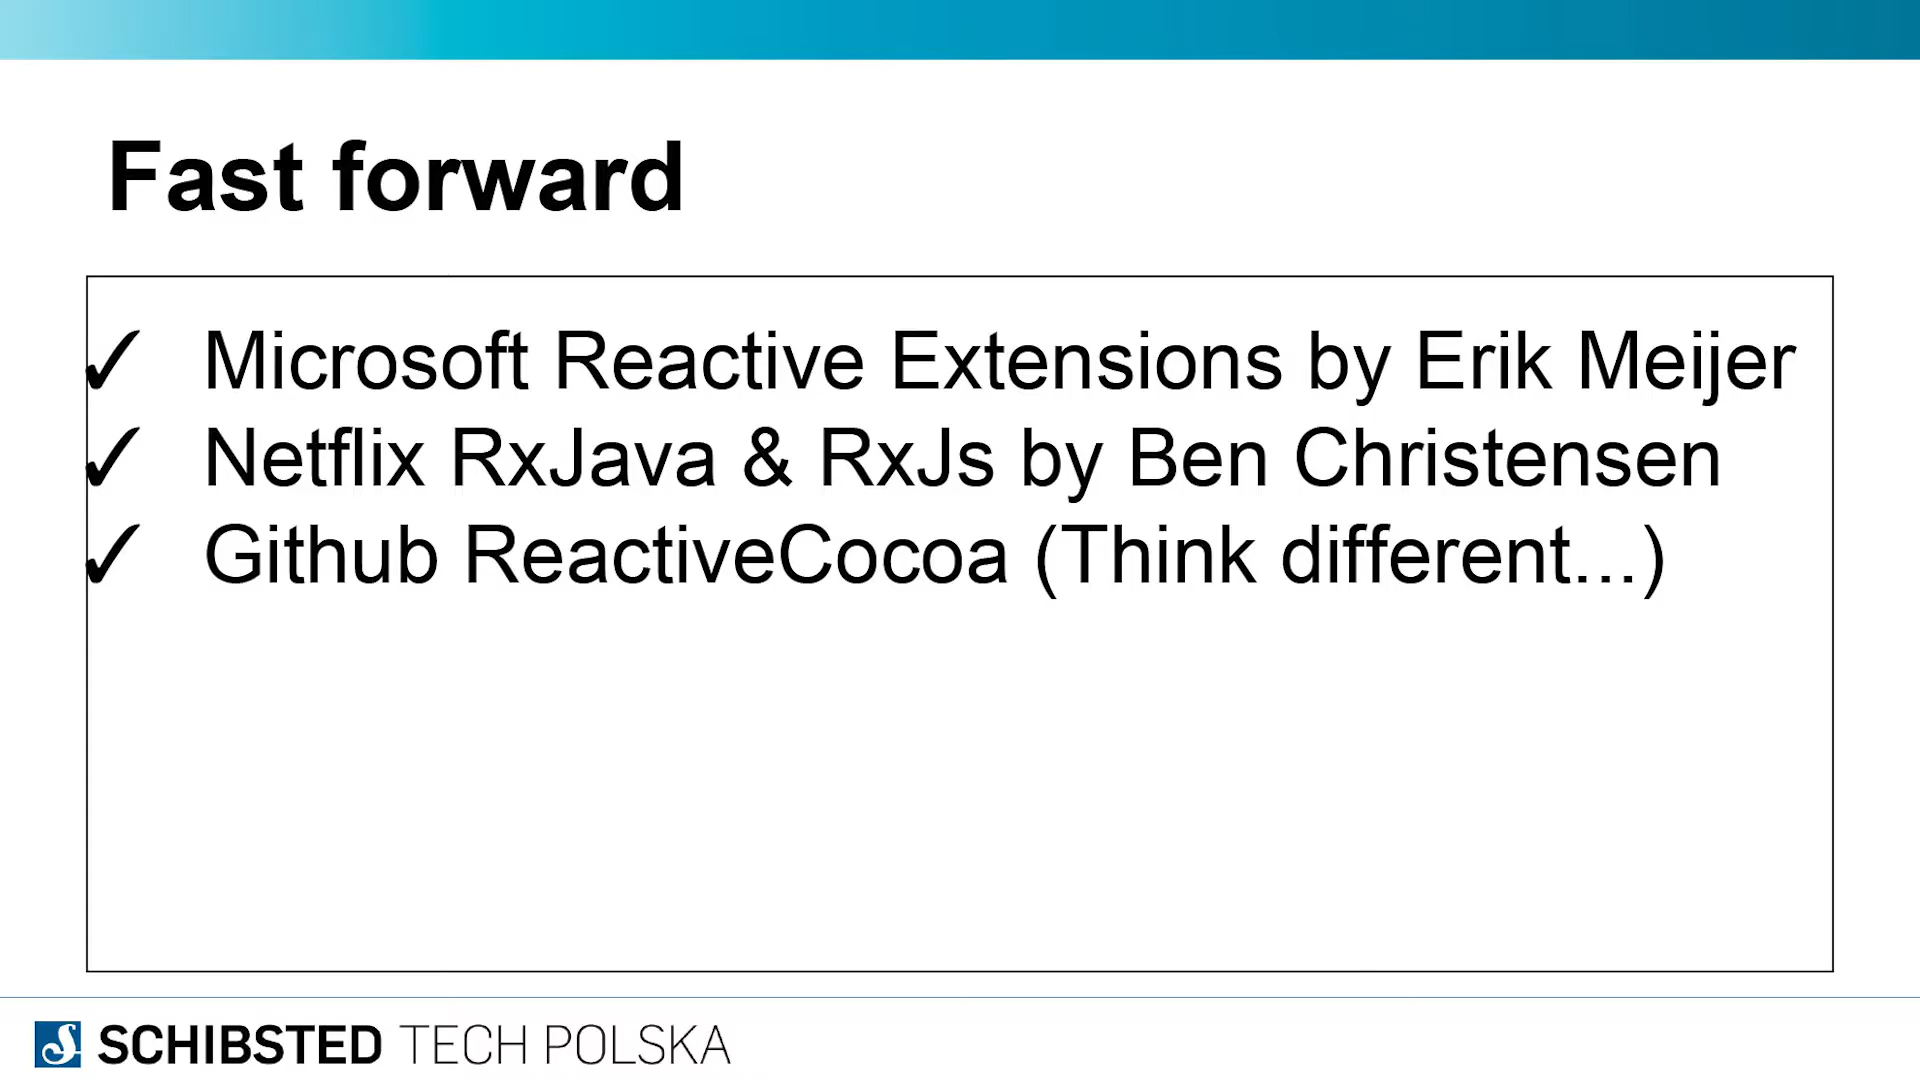 Fast forward
✓ Microsoft Reactive Extensions by Erik Meijer
✓ Netflix RxJava & RxJs by Ben Christensen
✓ Github ReactiveCocoa (Think different...)
SCHIBSTED TECH POLSKA